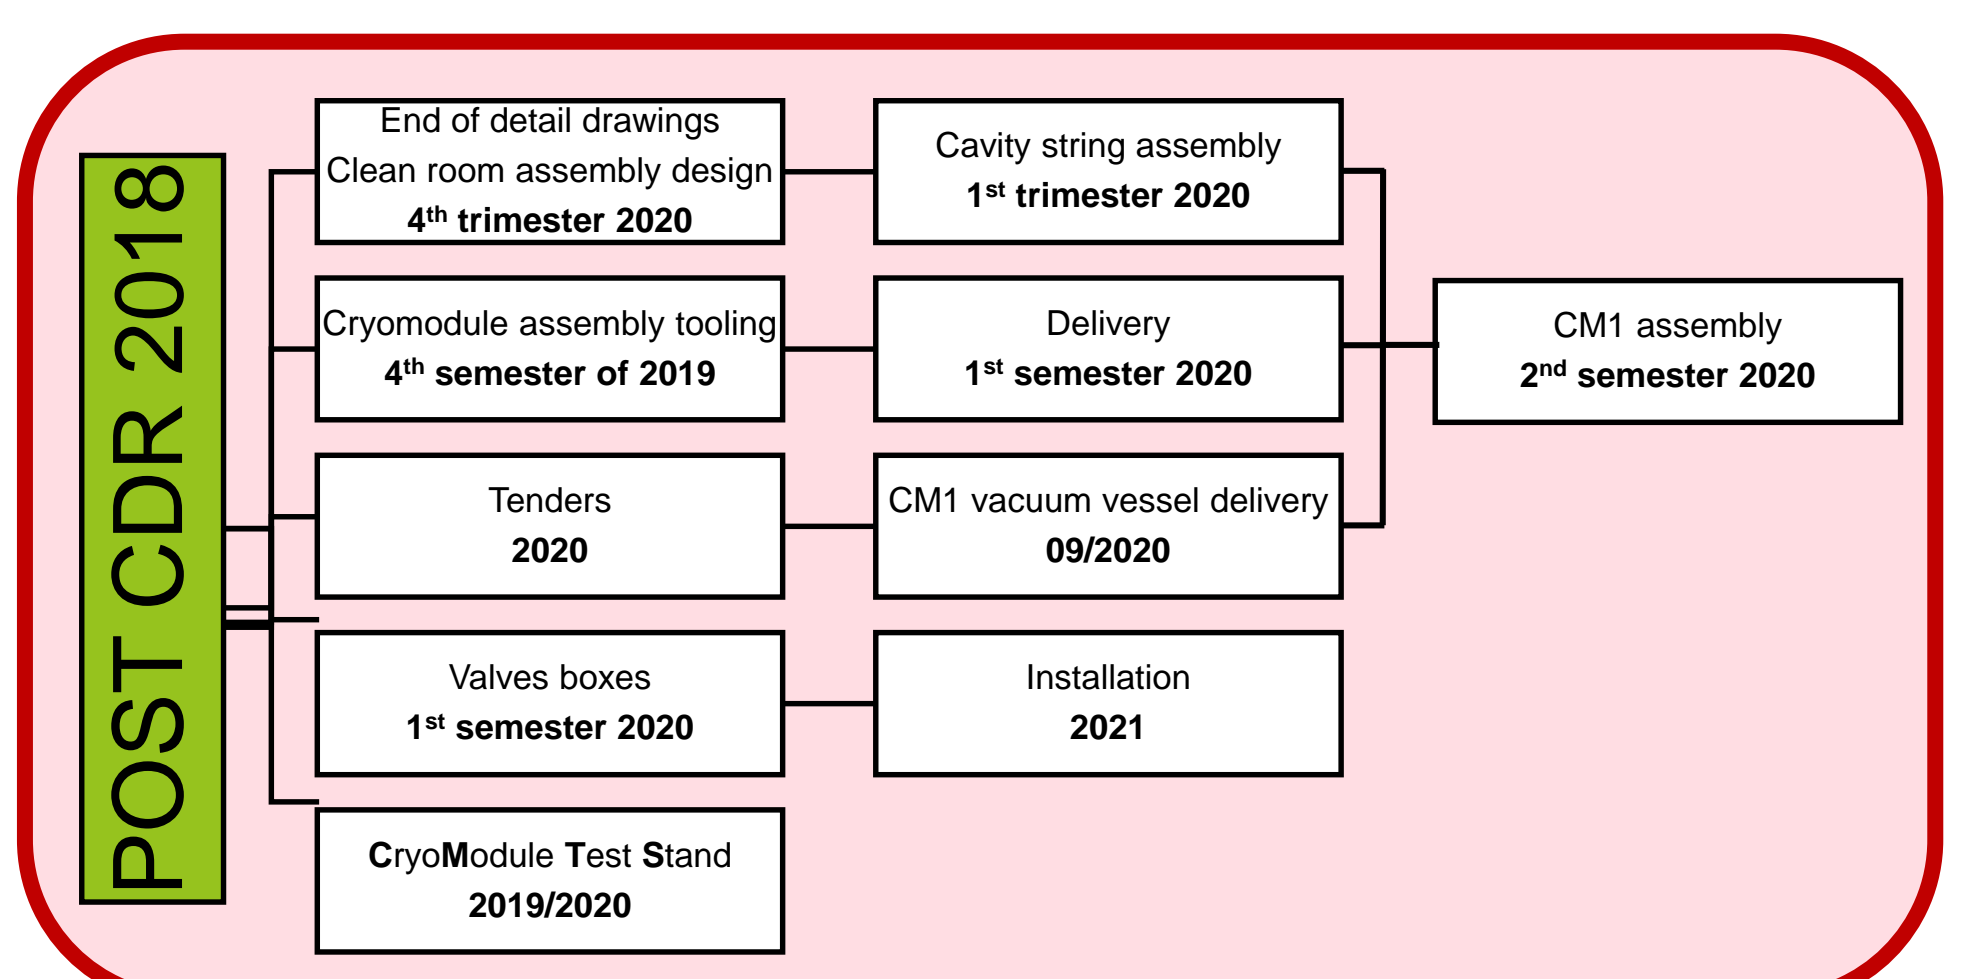 POST CDR 2018
End of detail drawings
Clean room assembly design
4th trimester 2020
Cavity string assembly
1st trimester 2020
Cryomodule assembly tooling
4th semester of 2019
Delivery
1st semester 2020
CM1 assembly
2nd semester 2020
Tenders
2020
CM1 vacuum vessel delivery
09/2020
Valves boxes
1st semester 2020
Installation
2021
CryoModule Test Stand
2019/2020